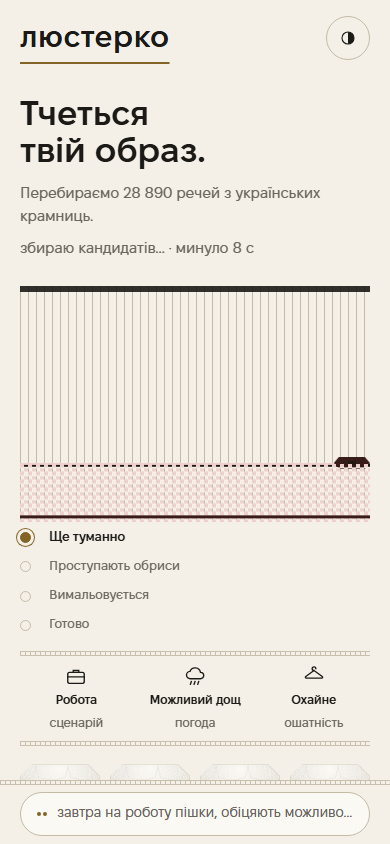 люстерко
Тчеться
твій образ.
Перебираємо 28 890 речей з українських
крамниць.
збираю кандидатів... · минуло 8 с
Ще туманно
Проступають обриси
Вимальовується
Готово
Робота
Можливий дощ
Охайне
сценарій
погода
ошатність
завтра на роботу пішки, обіцяють можливо...